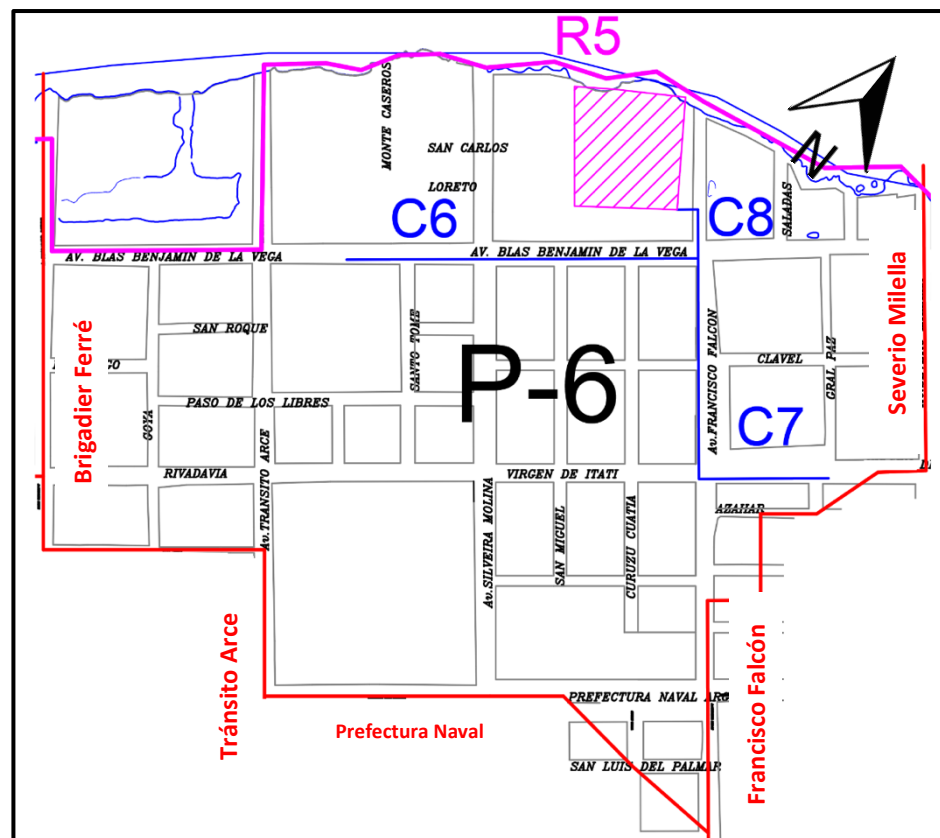 R5
MONTE CASEROS
SAN CARLOS
N
LORETO
C6
C8
SALADAS
AV. BLAS BENJAMIN DE LA VEGA
AV. BLAS BENJAMIN DE LA VEGA
Brigadier Ferré
SAN ROQUE
SANTO TOME
P-6
Av.FRANCISCO FALCON
CLAVEL
GRAL PAZ
Severio Milella
GOYA
PASO DE LOS LIBRES
C7
RIVADAVIA
Av.TRANSITO ARCE
VIRGEN DE ITATI
Av.SILVEIRA MOLINA
SAN MIGUEL
CURUZU CUATIA
AZAHAR
Tránsito Arce
Francisco Falcón
PREFECTURA NAVAL
Prefectura Naval
SAN LUIS DEL PALMAR